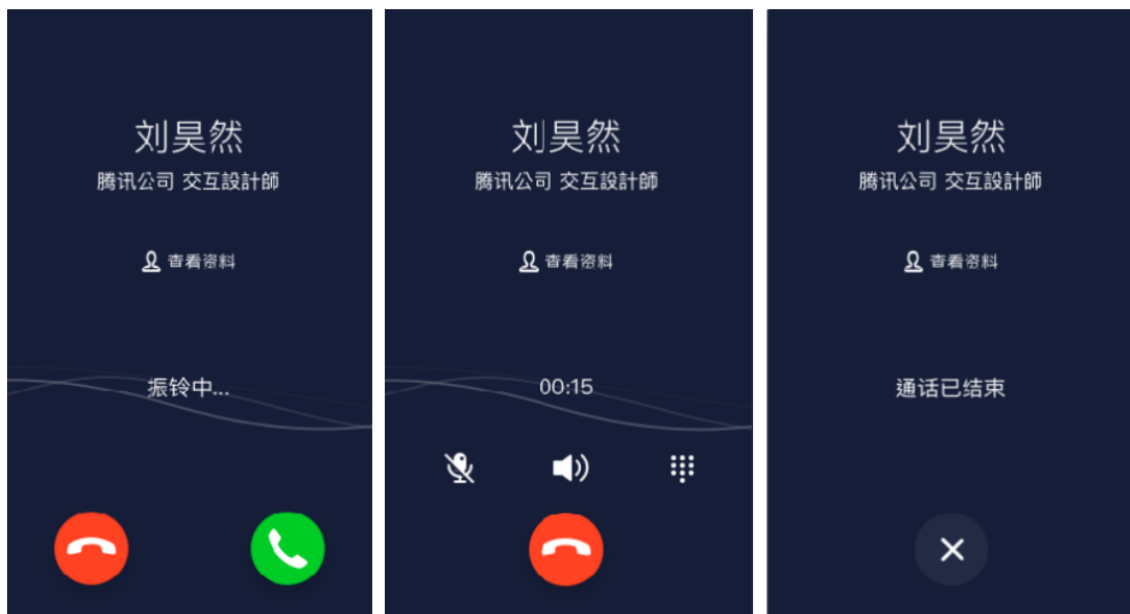 刘昊然
腾讯公司 交互設計師
查看资料
振铃中...
刘昊然
腾讯公司 交互設計師
查看资料
00:15
刘昊然
腾讯公司 交互設計師
查看资料
通话已结束